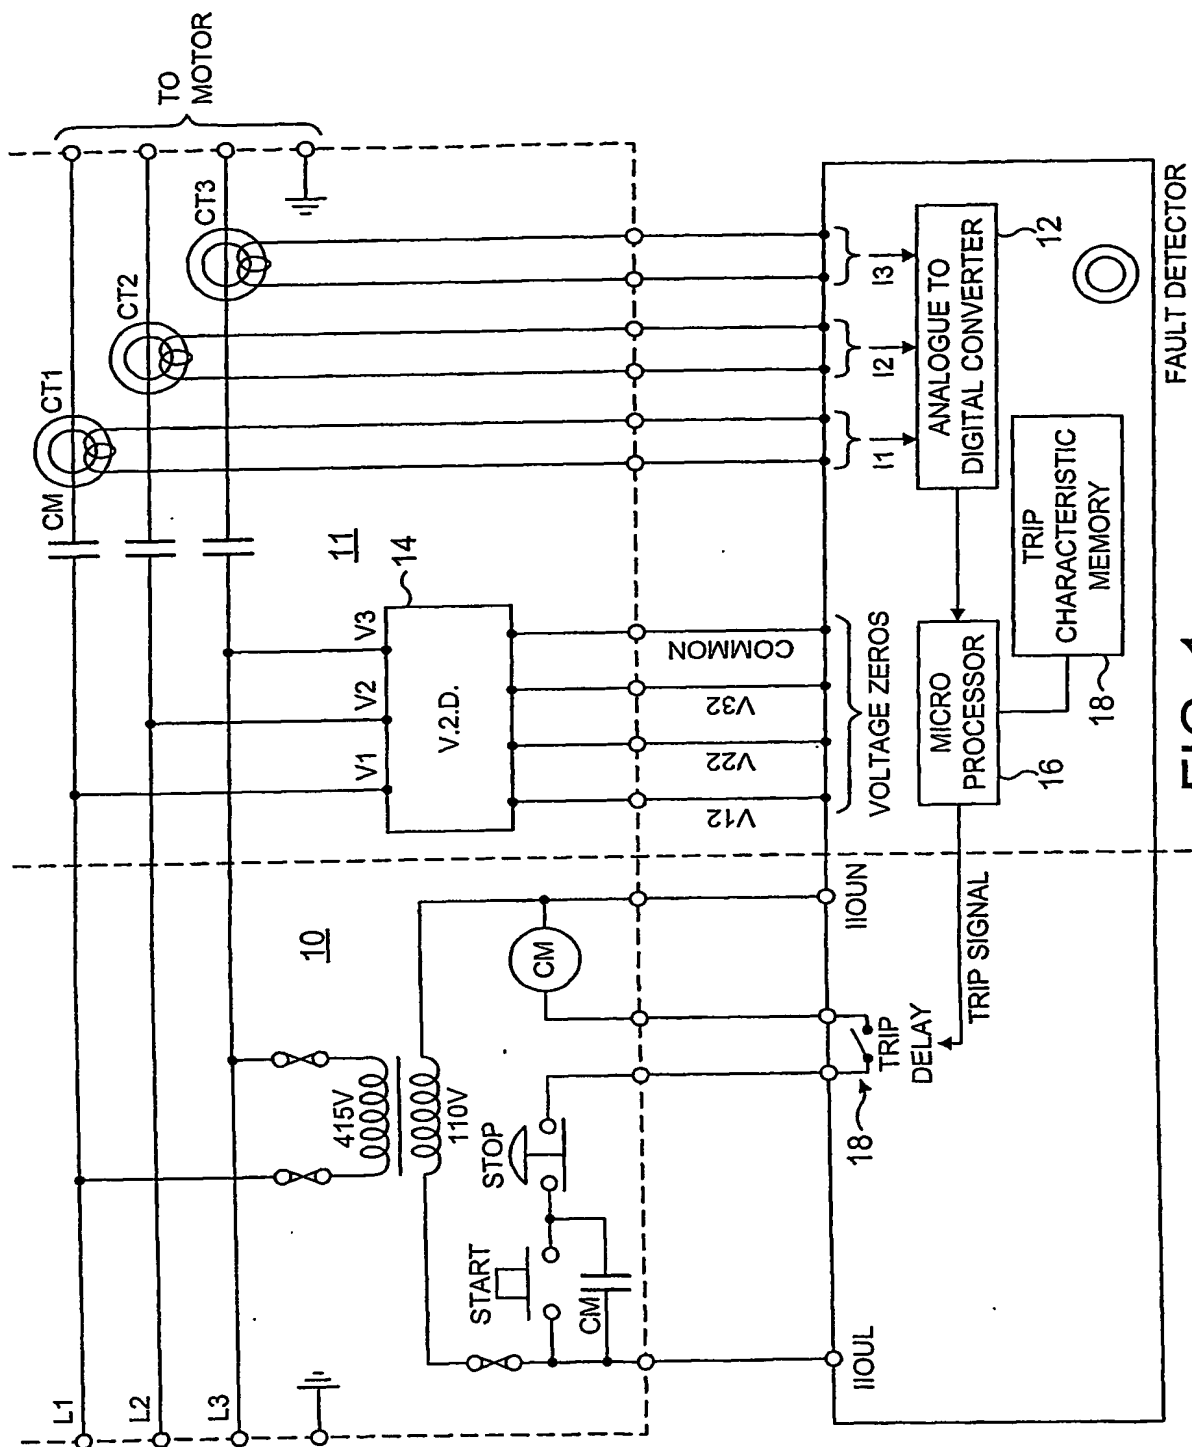 L1
L2
L3
10
415V
110V
START
STOP
CM
CM
TO
MOTOR
CM
CT1
CT2
CT3
11
14
V1
V2
V3
V.2.D.
V12
V22
V32
COMMON
VOLTAGE ZEROS
I1
I2
I3
IIOUL
IIOUN
18
TRIP
DELAY
TRIP SIGNAL
MICRO
PROCESSOR
16
ANALOGUE TO
DIGITAL CONVERTER
12
TRIP
CHARACTERISTIC
MEMORY
18
FAULT DETECTOR